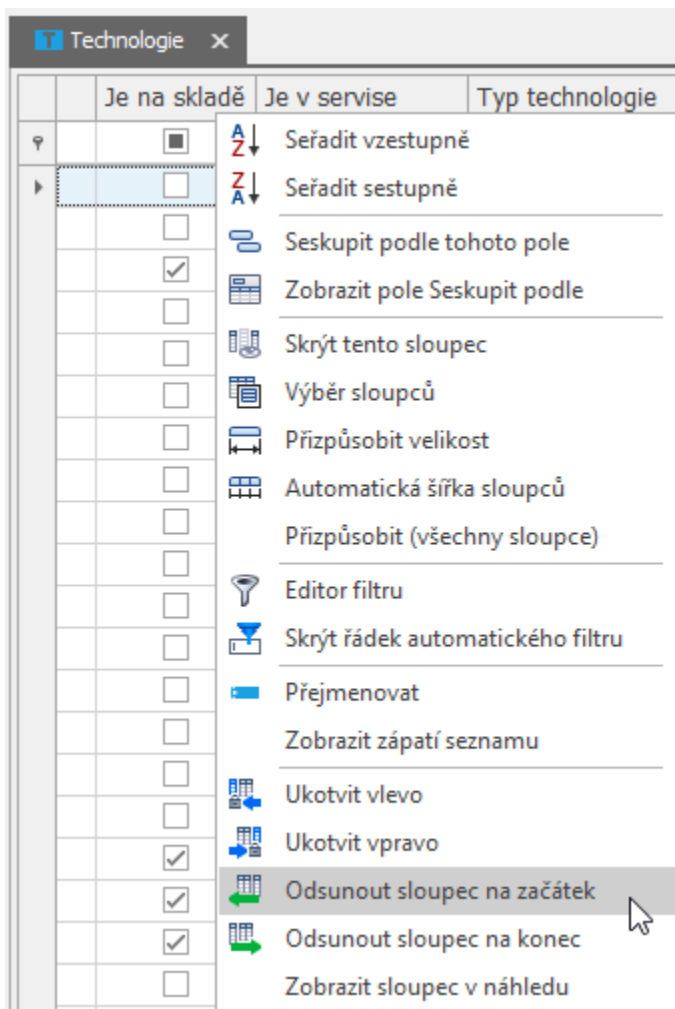 Technologie
Je na skladě Je v servise Typ technologie
Seřadit vzestupně
Seřadit sestupně
Seskupit podle tohoto pole
Zobrazit pole Seskupit podle
Skrýt tento sloupec
Výběr sloupců
Přizpůsobit velikost
Automatická šířka sloupců
Přizpůsobit (všechny sloupce)
Editor filtru
Skrýt řádek automatického filtru
Přejmenovat
Zobrazit zápatí seznamu
Ukotvit vlevo
Ukotvit vpravo
Odsunout sloupec na začátek
Odsunout sloupec na konec
Zobrazit sloupec v náhledu